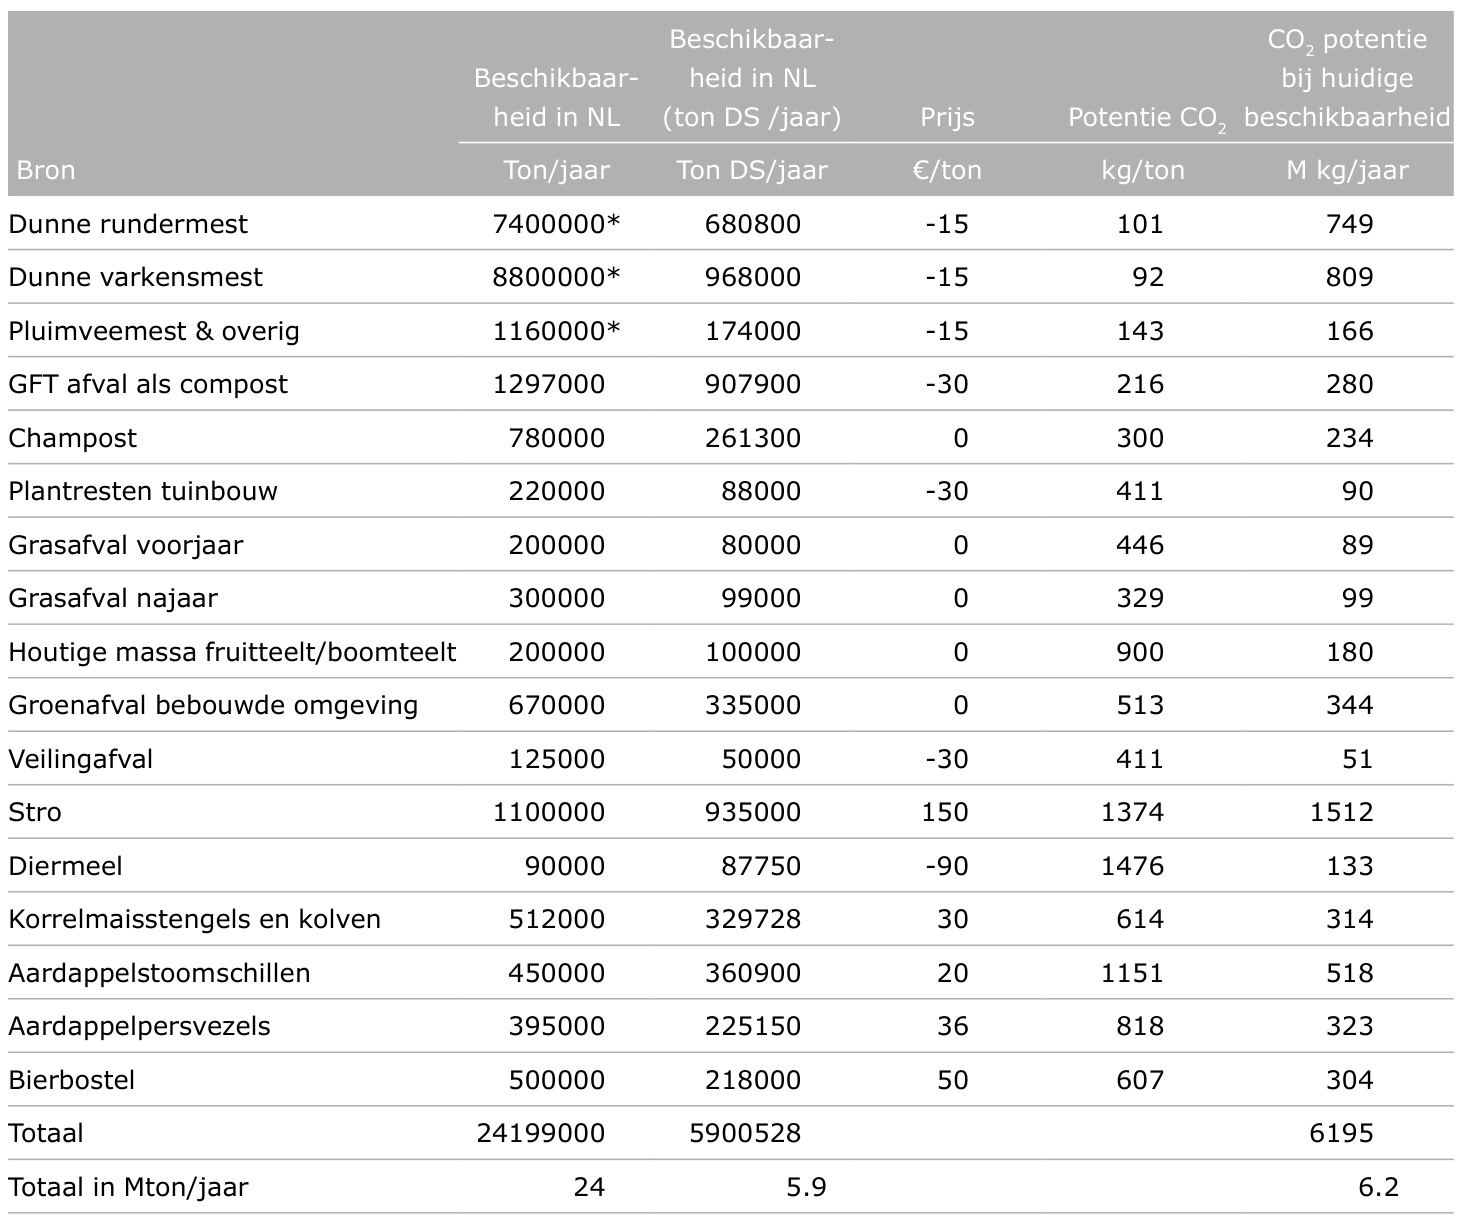 Beschikbaar-
CO2 potentie
Beschikbaar-
heid in NL
bij huidige
heid in NL
(ton DS /jaar)
Prijs
Potentie CO2
beschikbaarheid
Bron Ton/jaar Ton DS/jaar €/ton kg/ton M kg/jaar
Dunne rundermest 7400000* 680800 -15 101 749
Dunne varkensmest 8800000* 968000 -15 92 809
Pluimveemest & overig 1160000* 174000 -15 143 166
GFT afval als compost 1297000 907900 -30 216 280
Champost 780000 261300 0 300 234
Plantresten tuinbouw 220000 88000 -30 411 90
Grasafval voorjaar 200000 80000 0 446 89
Grasafval najaar 300000 99000 0 329 99
Houtige massa fruitteelt/boomteelt 200000 100000 0 900 180
Groenafval bebouwde omgeving 670000 335000 0 513 344
Veilingafval 125000 50000 -30 411 51
Stro 1100000 935000 150 1374 1512
Diermeel 90000 87750 -90 1476 133
Korrelmaisstengels en kolven 512000 329728 30 614 314
Aardappelstoomschillen 450000 360900 20 1151 518
Aardappelpersvezels 395000 225150 36 818 323
Bierbostel 500000 218000 50 607 304
Totaal 24199000 5900528 6195
Totaal in Mton/jaar 24 5.9 6.2